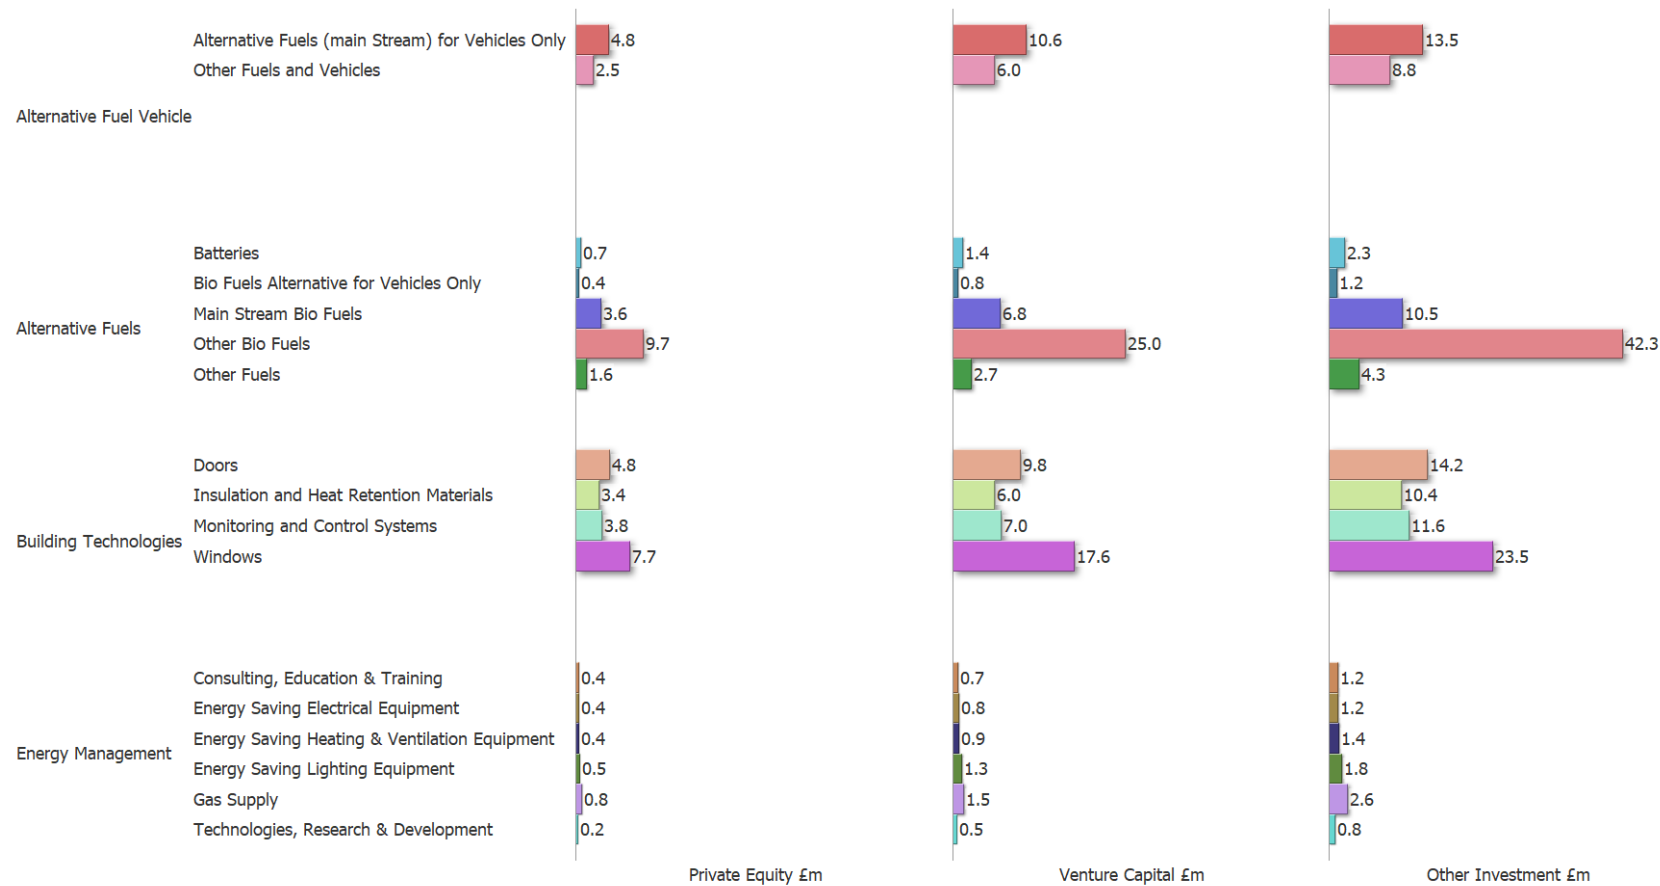 Alternative Fuel Vehicle
Alternative Fuels (main Stream) for Vehicles Only 4.8 10.6 13.5
Other Fuels and Vehicles 2.5 6.0 8.8
Alternative Fuels
Batteries 0.7 1.4 2.3
Bio Fuels Alternative for Vehicles Only 0.4 0.8 1.2
Main Stream Bio Fuels 3.6 6.8 10.5
Other Bio Fuels 9.7 25.0 42.3
Other Fuels 1.6 2.7 4.3
Building Technologies
Doors 4.8 9.8 14.2
Insulation and Heat Retention Materials 3.4 6.0 10.4
Monitoring and Control Systems 3.8 7.0 11.6
Windows 7.7 17.6 23.5
Energy Management
Consulting, Education & Training 0.4 0.7 1.2
Energy Saving Electrical Equipment 0.4 0.8 1.2
Energy Saving Heating & Ventilation Equipment 0.4 0.9 1.4
Energy Saving Lighting Equipment 0.5 1.3 1.8
Gas Supply 0.8 1.5 2.6
Technologies, Research & Development 0.2 0.5 0.8
Private Equity £m Venture Capital £m Other Investment £m